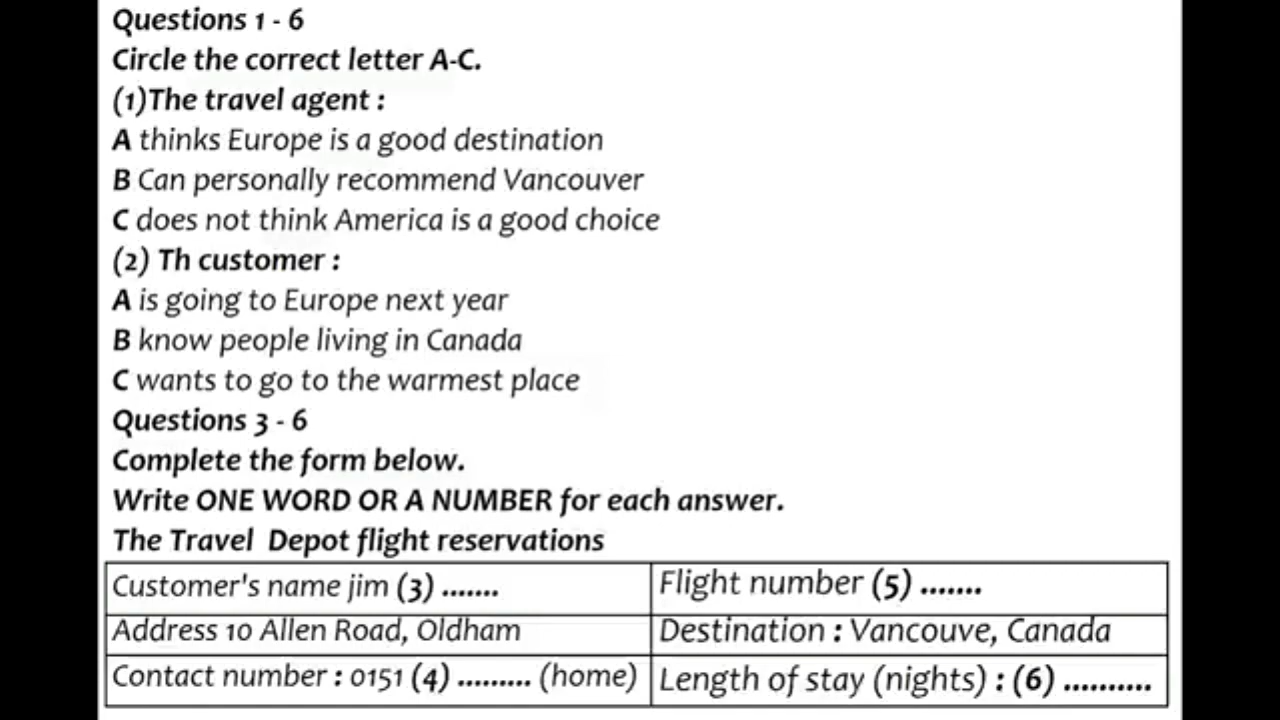 Questions 1 - 6
Circle the correct letter A-C.
(1)The travel agent :
A thinks Europe is a good destination
B Can personally recommend Vancouver
C does not think America is a good choice
(2) Th customer :
A is going to Europe next year
B know people living in Canada
C wants to go to the warmest place
Questions 3 - 6
Complete the form below.
Write ONE WORD OR A NUMBER for each answer.
The Travel Depot flight reservations
Customer's name jim (3) ....... Flight number (5) .......
Address 10 Allen Road, Oldham Destination : Vancouve, Canada
Contact number : 0151 (4) ......... (home) Length of stay (nights) : (6) ..........